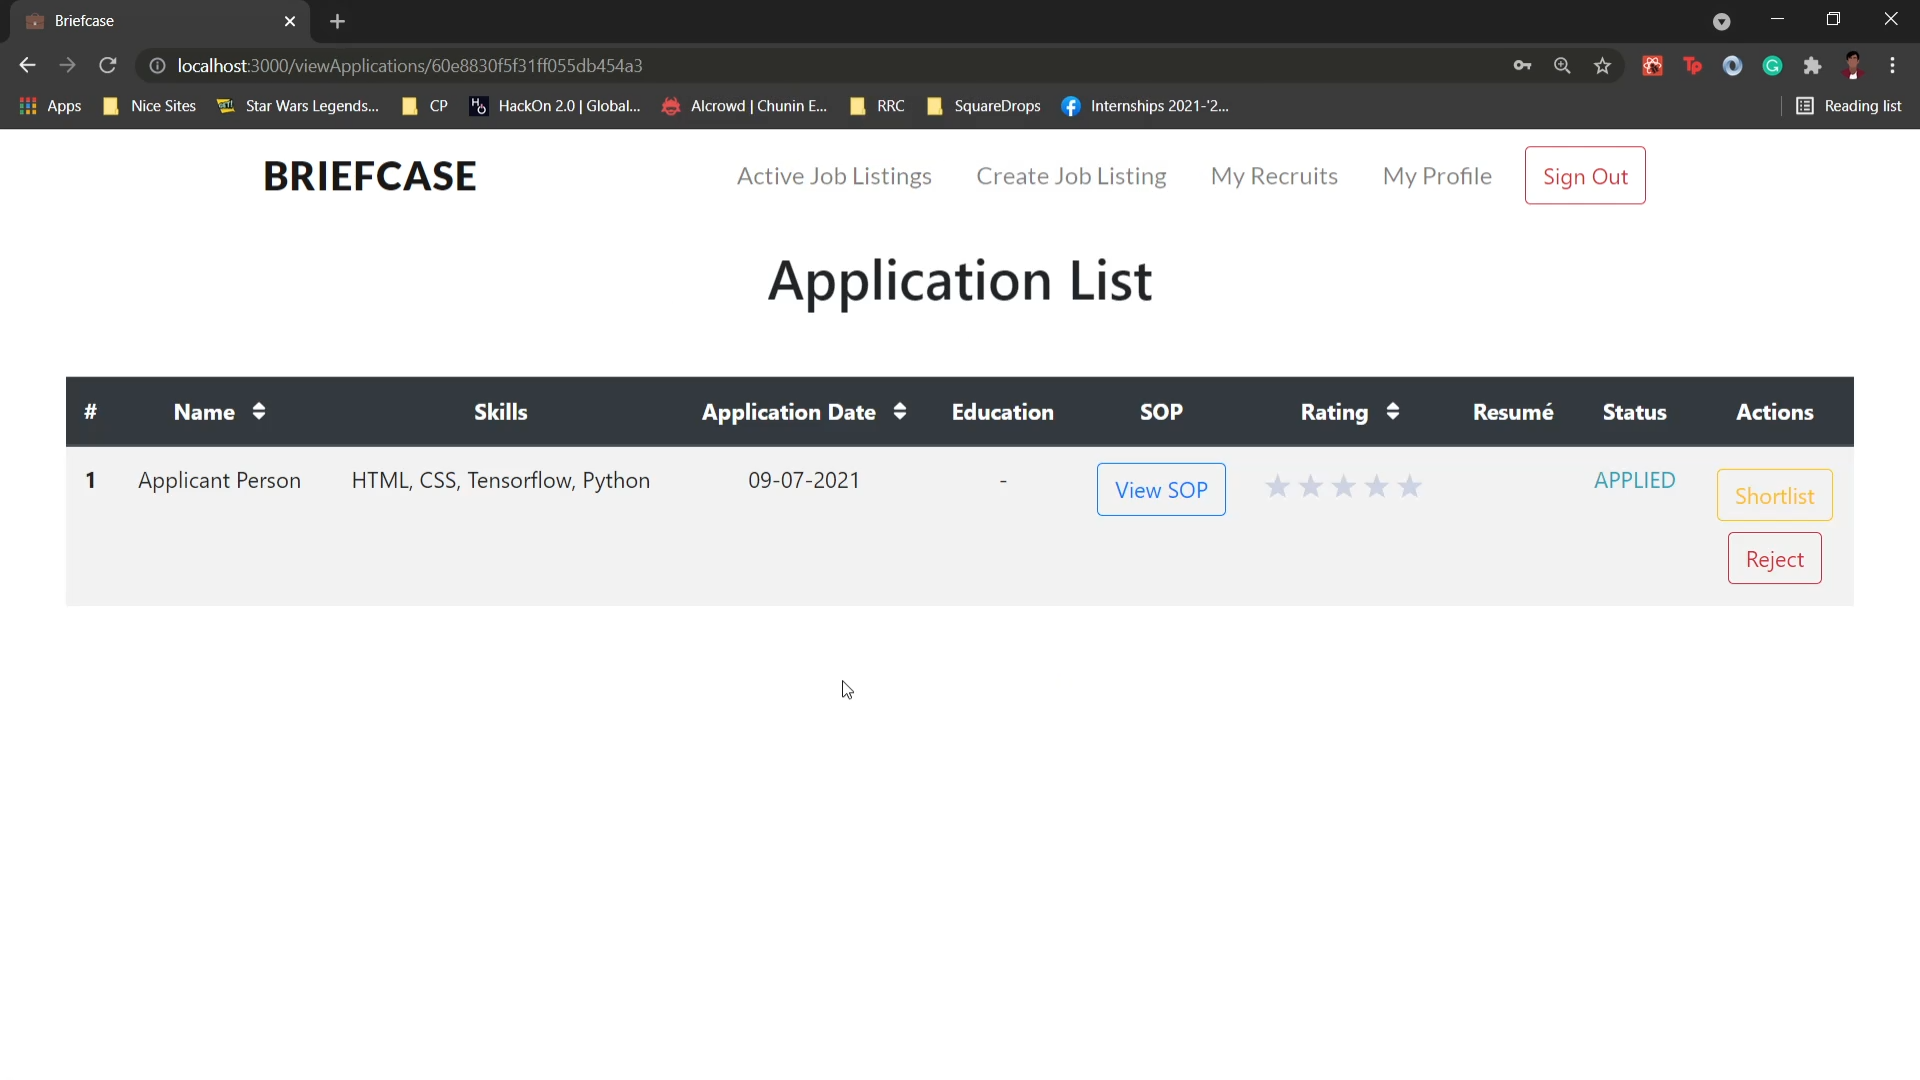 Briefcase
localhost:3000/viewApplications/60e8830f5f31ff055db454a3
Apps Nice Sites Star Wars Legends... CP HackOn 2.0 | Global... AIcrowd | Chunin E... RRC SquareDrops Internships 2021-'2... Reading list
BRIEFCASE Active Job Listings Create Job Listing My Recruits My Profile Sign Out
Application List
# Name Skills Application Date Education SOP Rating Resumé Status Actions
1 Applicant Person HTML, CSS, Tensorflow, Python 09-07-2021 - View SOP APPLIED Shortlist
Reject